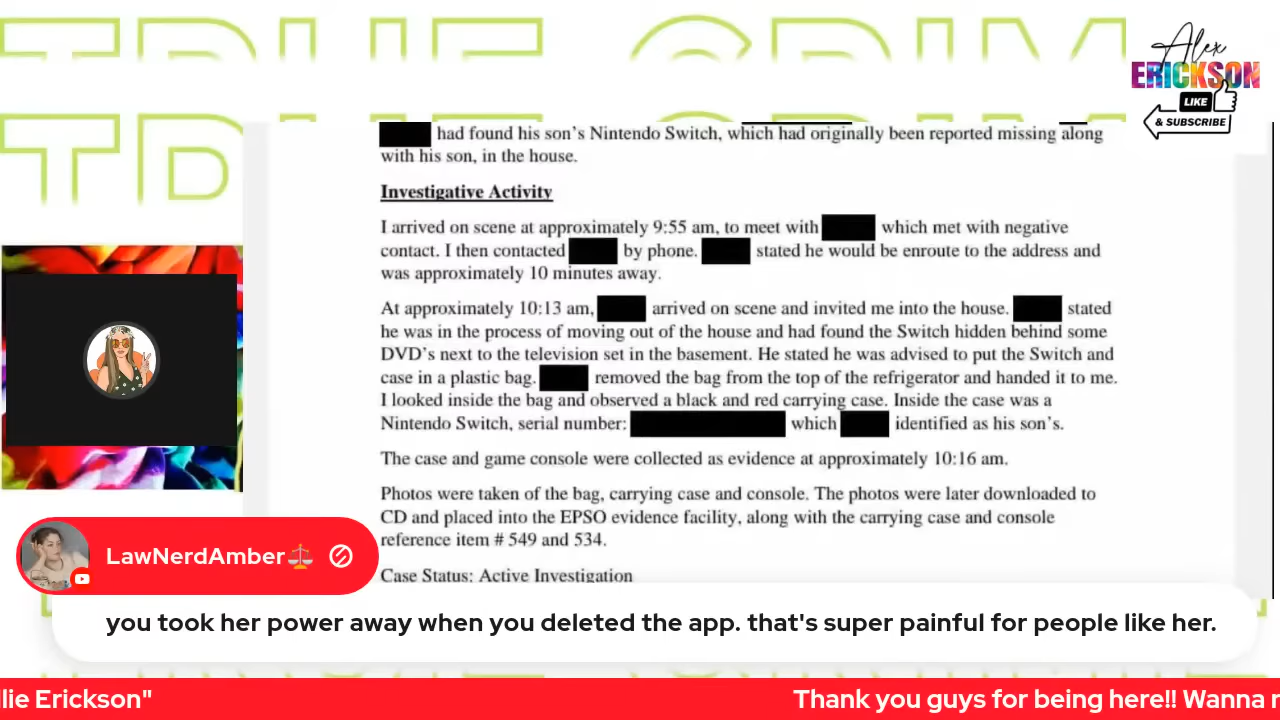 TRUE CRIM
Alex
ERICKSON
LIKE
& SUBSCRIBE
had found his son's Nintendo Switch, which had originally been reported missing along
with his son, in the house.
Investigative Activity
I arrived on scene at approximately 9:55 am, to meet with which met with negative
contact. I then contacted by phone. stated he would be enroute to the address and
was approximately 10 minutes away.
At approximately 10:13 am, arrived on scene and invited me into the house. stated
he was in the process of moving out of the house and had found the Switch hidden behind some
DVD's next to the television set in the basement. He stated he was advised to put the Switch and
case in a plastic bag. removed the bag from the top of the refrigerator and handed it to me.
I looked inside the bag and observed a black and red carrying case. Inside the case was a
Nintendo Switch, serial number: which identified as his son's.
The case and game console were collected as evidence at approximately 10:16 am.
Photos were taken of the bag, carrying case and console. The photos were later downloaded to
CD and placed into the EPSO evidence facility, along with the carrying case and console
reference item # 549 and 534.
Case Status: Active Investigation
LawNerdAmber
you took her power away when you deleted the app. that's super painful for people like her.
llie Erickson" Thank you guys for being here!! Wanna